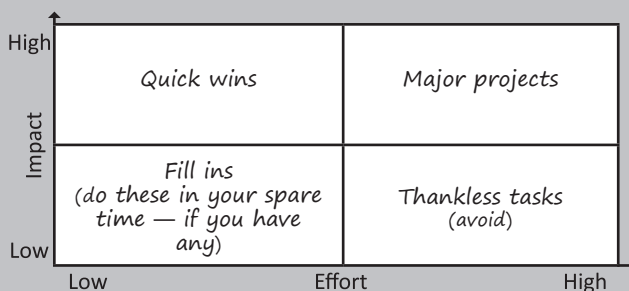 High
Quick wins
Major projects
Impact
Fill ins
(do these in your spare
time — if you have
any)
Thankless tasks
(avoid)
Low
Low
Effort
High